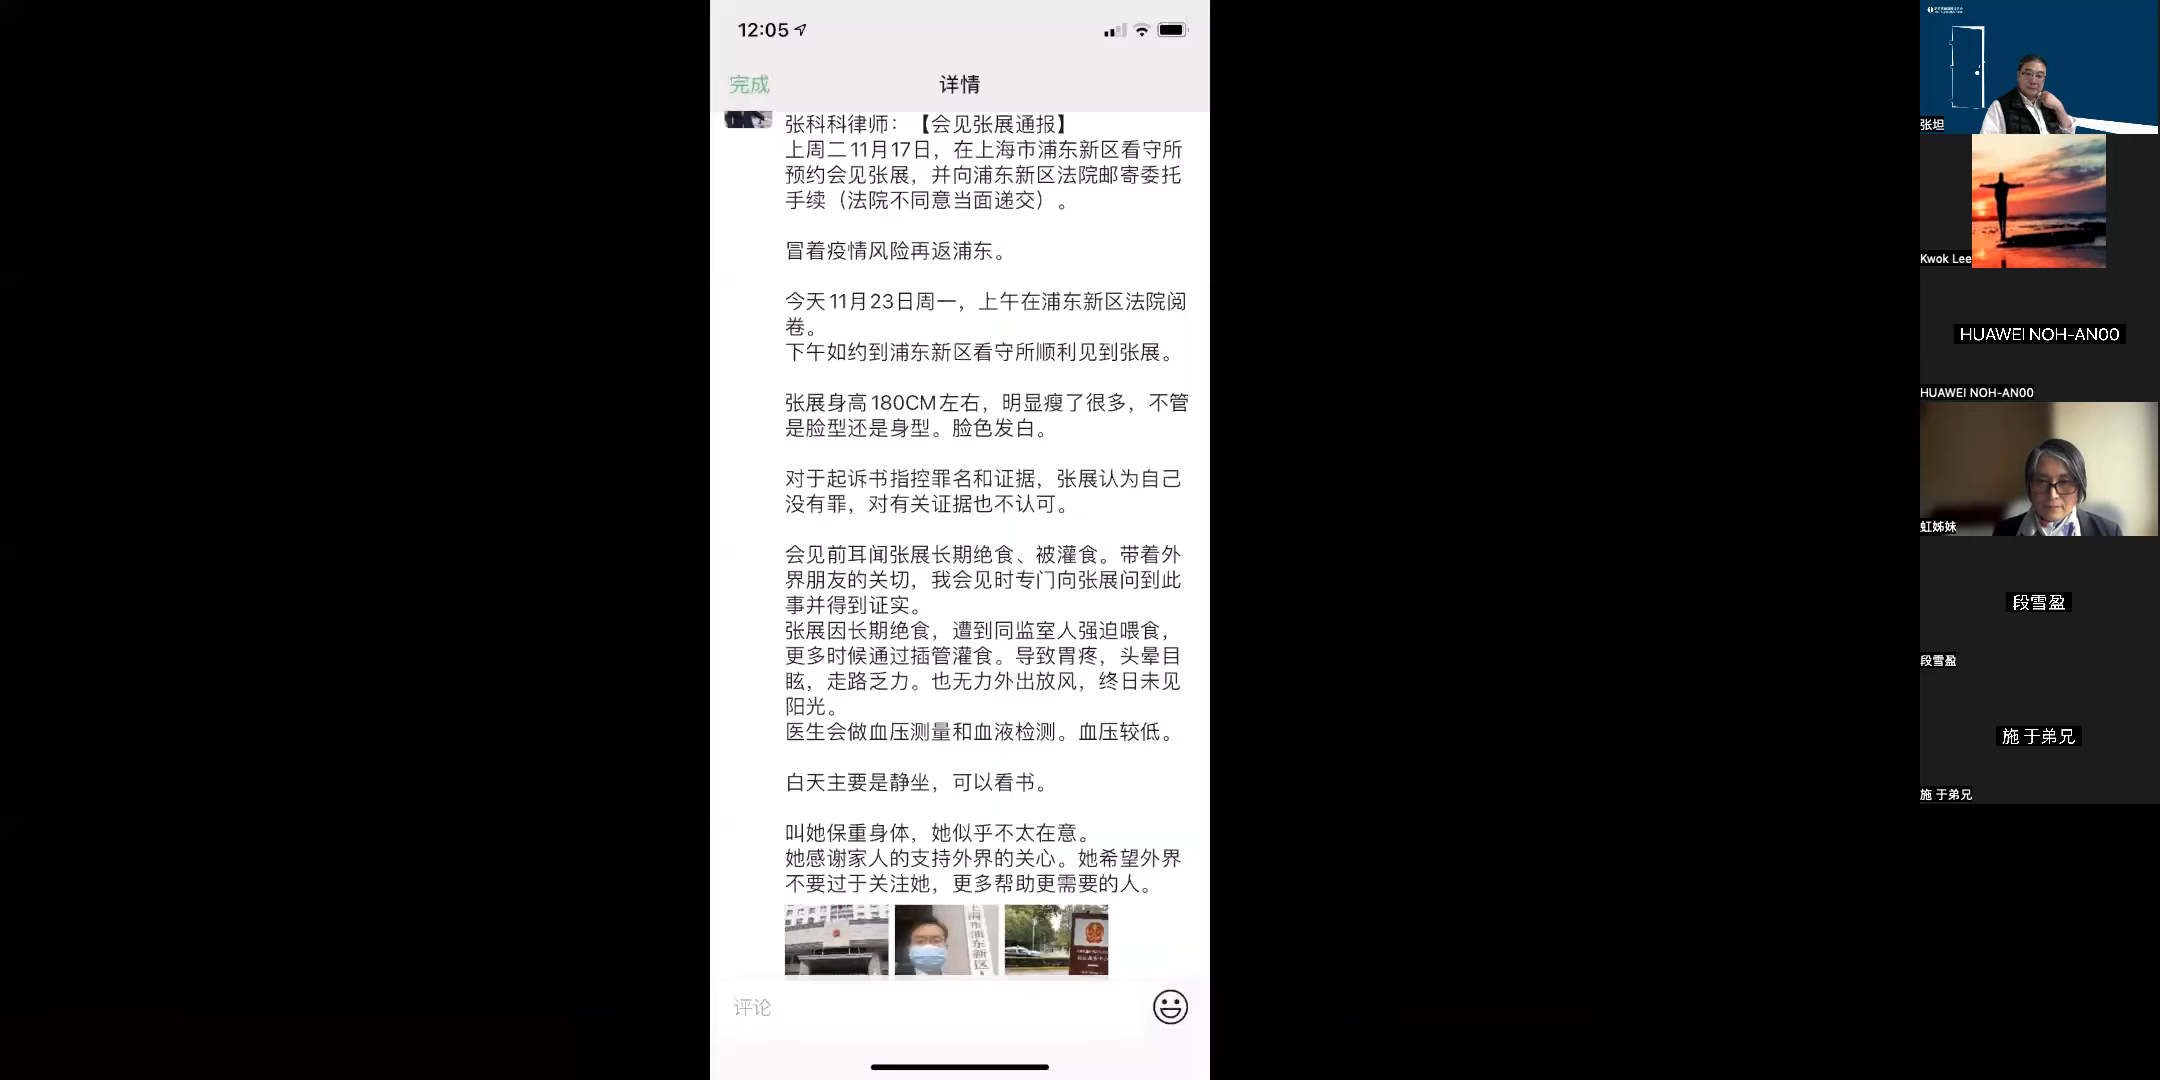 12:05
完成
详情
张科科律师：【会见张展通报】
上周二11月17日，在上海市浦东新区看守所
预约会见张展，并向浦东新区法院邮寄委托
手续（法院不同意当面递交）。
冒着疫情风险再返浦东。
今天11月23日周一，上午在浦东新区法院阅
卷。
下午如约到浦东新区看守所顺利见到张展。
张展身高180CM左右，明显瘦了很多，不管
是脸型还是身型。脸色发白。
对于起诉书指控罪名和证据，张展认为自己
没有罪，对有关证据也不认可。
会见前耳闻张展长期绝食、被灌食。带着外
界朋友的关切，我会见时专门向张展问到此
事并得到证实。
张展因长期绝食，遭到同监室人强迫喂食，
更多时候通过插管灌食。导致胃疼，头晕目
眩，走路乏力。也无力外出放风，终日未见
阳光。
医生会做血压测量和血液检测。血压较低。
白天主要是静坐，可以看书。
叫她保重身体，她似乎不太在意。
她感谢家人的支持外界的关心。她希望外界
不要过于关注她，更多帮助更需要的人。
上海市浦东新区人
评论
张坦
Kwok Lee
HUAWEI NOH-AN00
HUAWEI NOH-AN00
虹姊妹
段雪盈
段雪盈
施 于弟兄
施 于弟兄